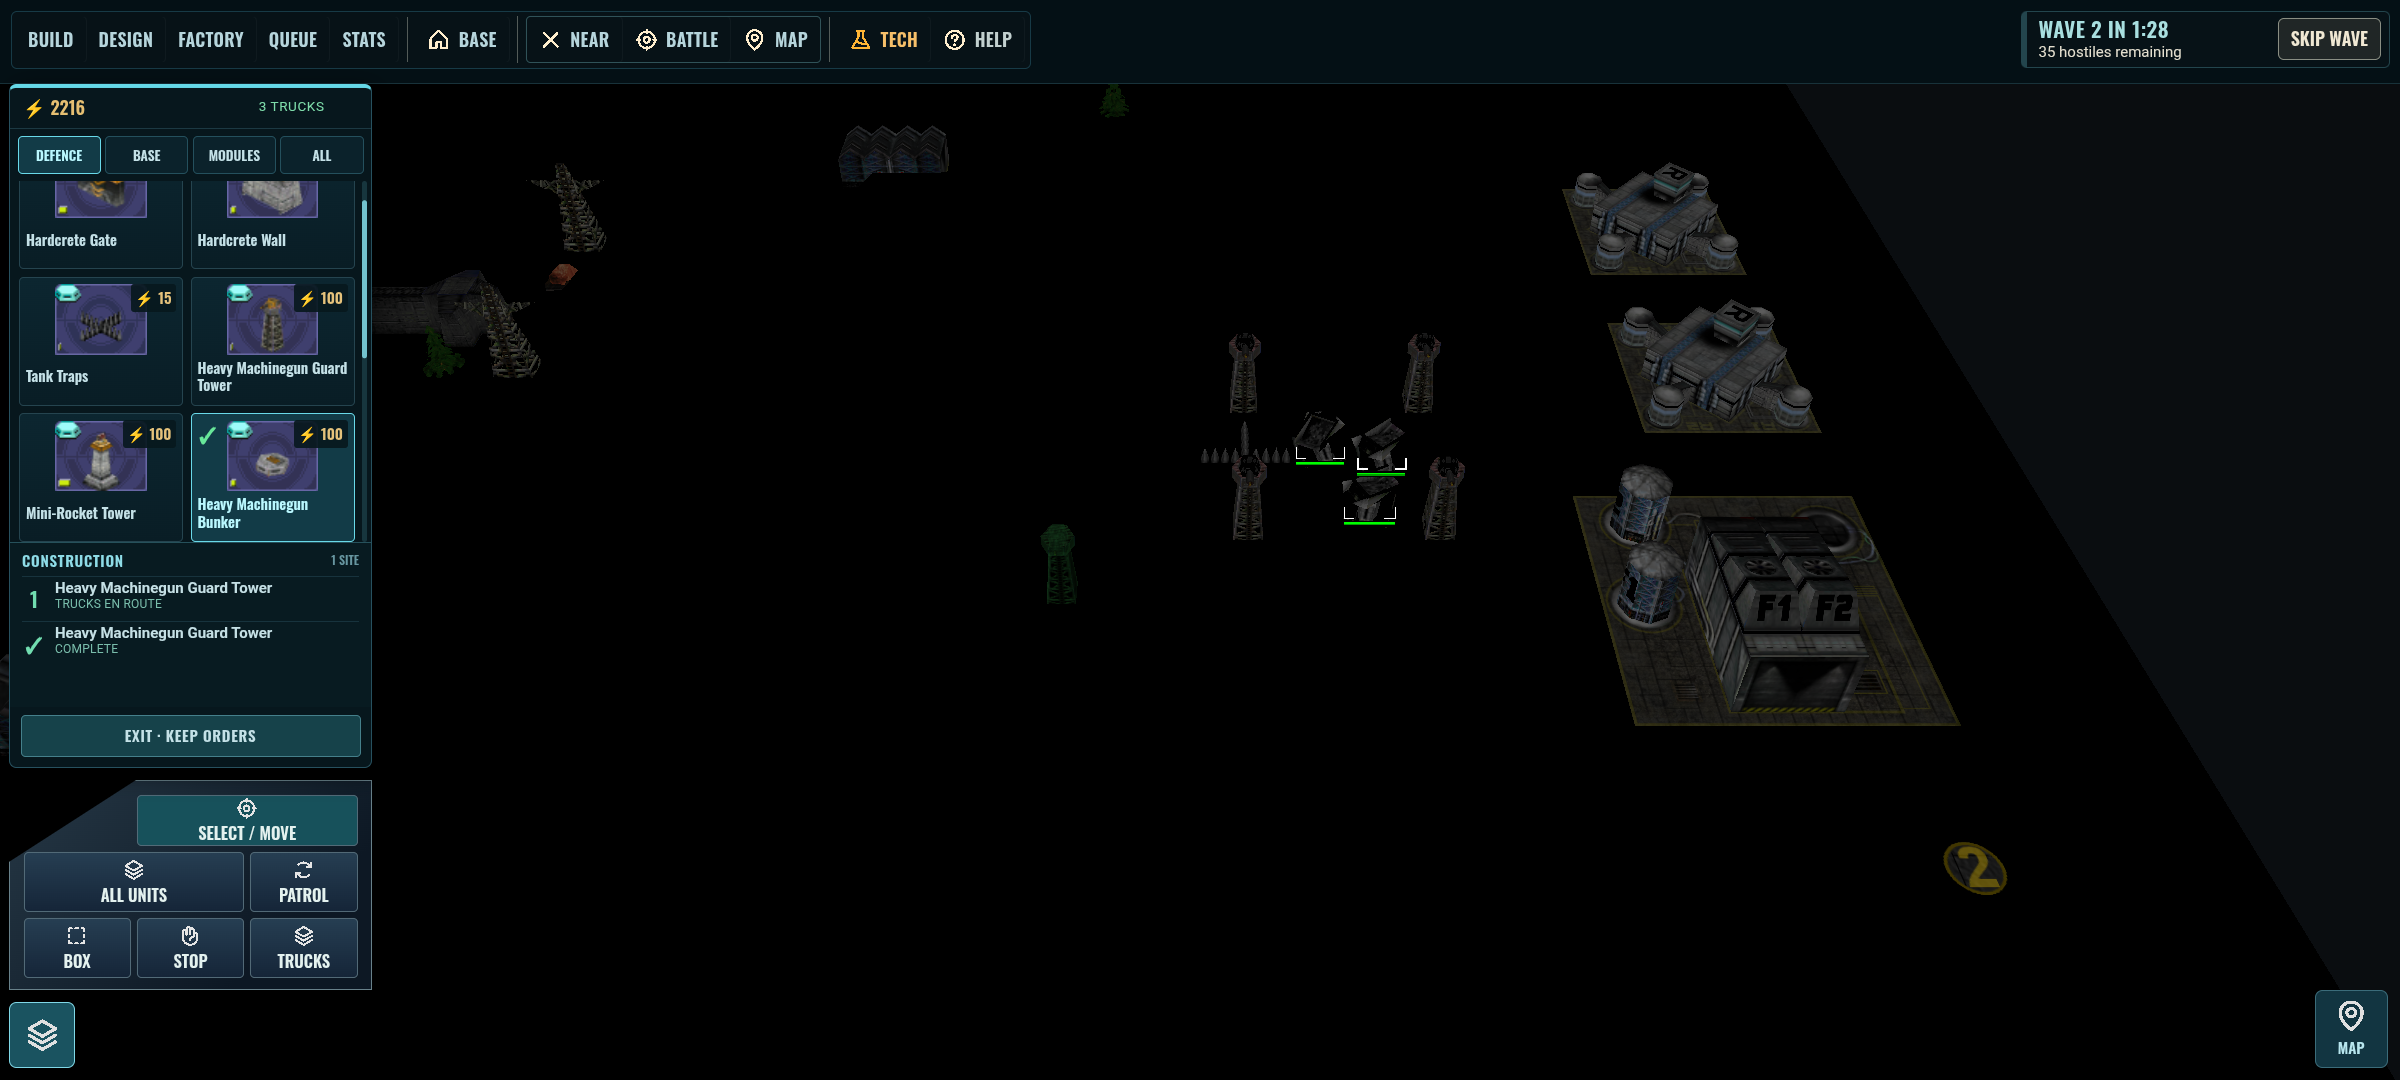 BUILD
DESIGN
FACTORY
QUEUE
STATS
BASE
NEAR
BATTLE
MAP
TECH
HELP
WAVE 2 IN 1:28
35 hostiles remaining
SKIP WAVE
2216
3 TRUCKS
DEFENCE
BASE
MODULES
ALL
Hardcrete Gate
Hardcrete Wall
15
Tank Traps
100
Heavy Machinegun Guard
Tower
100
Mini-Rocket Tower
100
Heavy Machinegun
Bunker
CONSTRUCTION
1 SITE
1
Heavy Machinegun Guard Tower
TRUCKS EN ROUTE
Heavy Machinegun Guard Tower
COMPLETE
EXIT · KEEP ORDERS
SELECT / MOVE
ALL UNITS
PATROL
BOX
STOP
TRUCKS
R
R
F1 F2
2
MAP